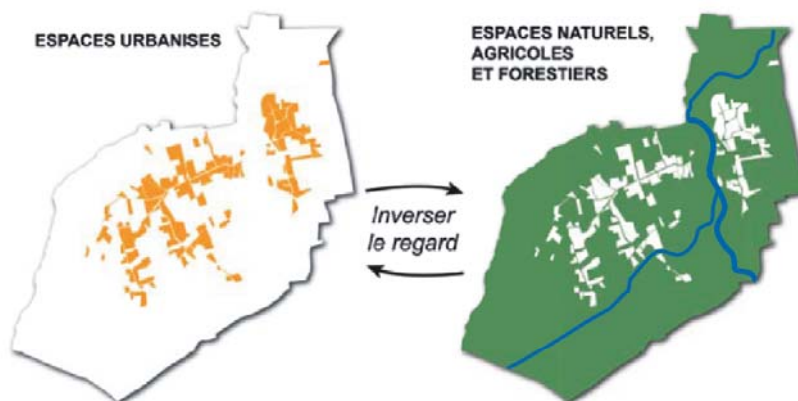 ESPACES URBANISES
ESPACES NATURELS,
AGRICOLES
ET FORESTIERS
Inverser
le regard